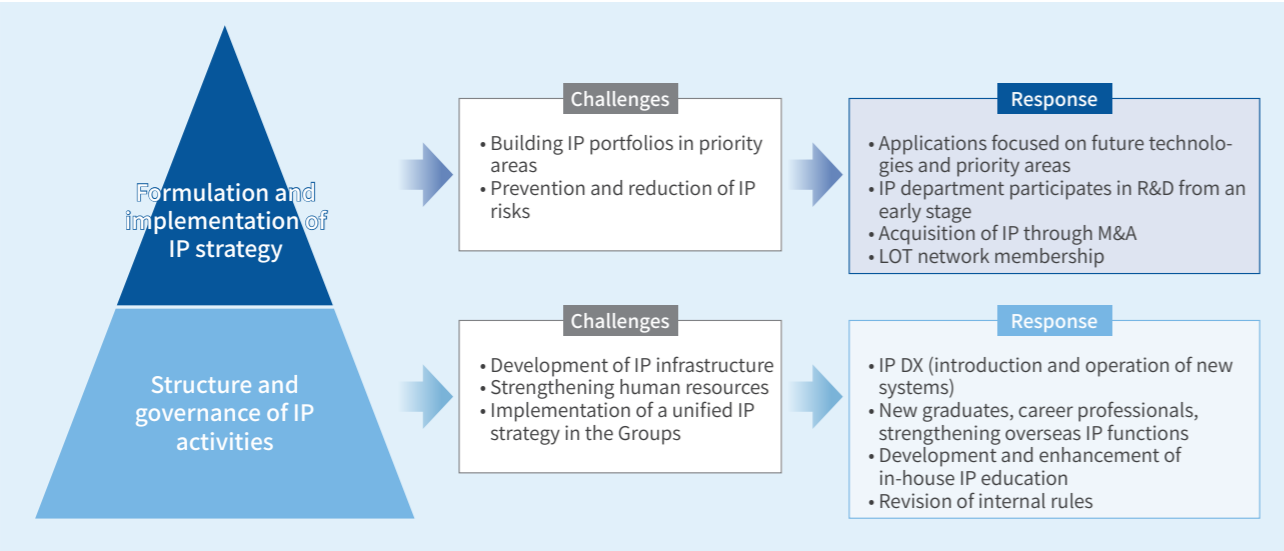 Formulation and
implementation of
IP strategy
Challenges
• Building IP portfolios in priority
areas
• Prevention and reduction of IP
risks
Response
• Applications focused on future technolo-
gies and priority areas
• IP department participates in R&D from an
early stage
• Acquisition of IP through M&A
• LOT network membership
Structure and
governance of IP
activities
Challenges
• Development of IP infrastructure
• Strengthening human resources
• Implementation of a unified IP
strategy in the Groups
Response
• IP DX (introduction and operation of new
systems)
• New graduates, career professionals,
strengthening overseas IP functions
• Development and enhancement of
in-house IP education
• Revision of internal rules